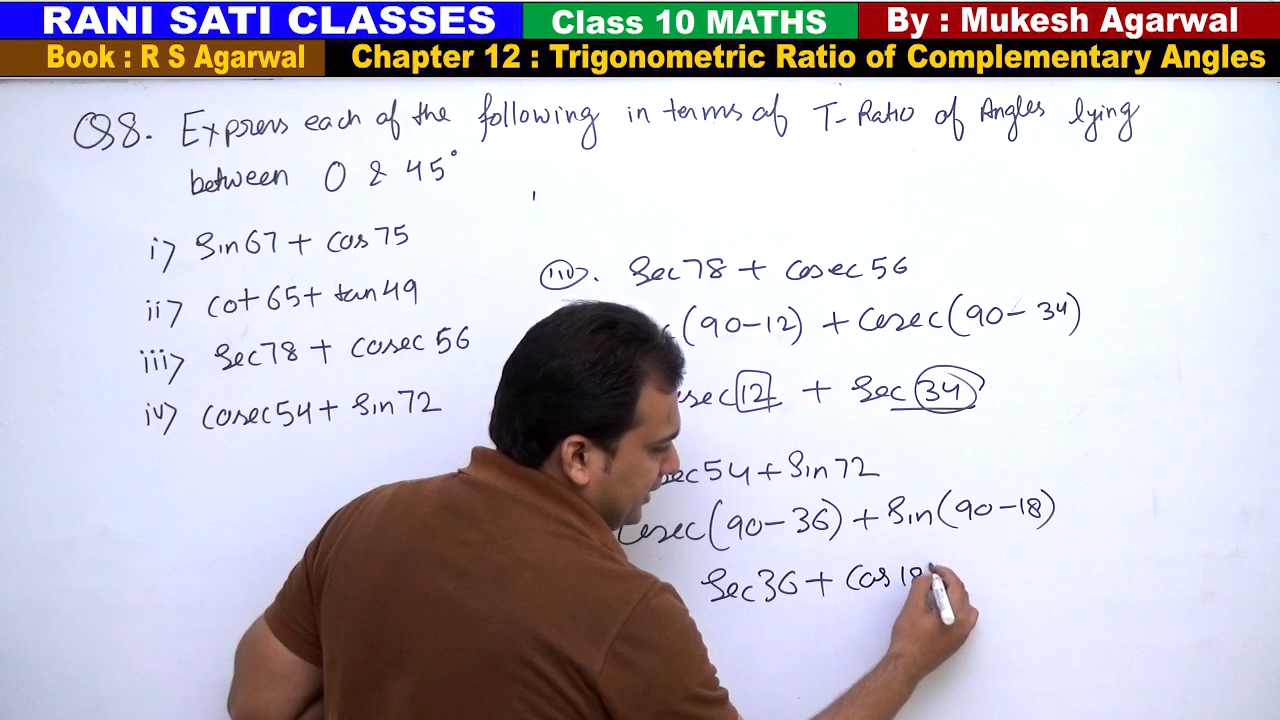 RANI SATI CLASSES Class 10 MATHS By : Mukesh Agarwal
Book : R S Agarwal Chapter 12 : Trigonometric Ratio of Complementary Angles
Q8. Express each of the following in terms of T-Ratio of Angles lying
between 0 & 45°
i) Sin67 + Cos75
ii) Cot65 + tan49
iii) Sec78 + Cosec56
iv) Cosec54 + Sin72
(iii). Sec78 + Cosec56
(90-12) + Cosec(90-34)
sec 12 + Sec 34
sec54 + Sin72
Cosec(90-36) + Sin(90-18)
Sec36 + Cos18